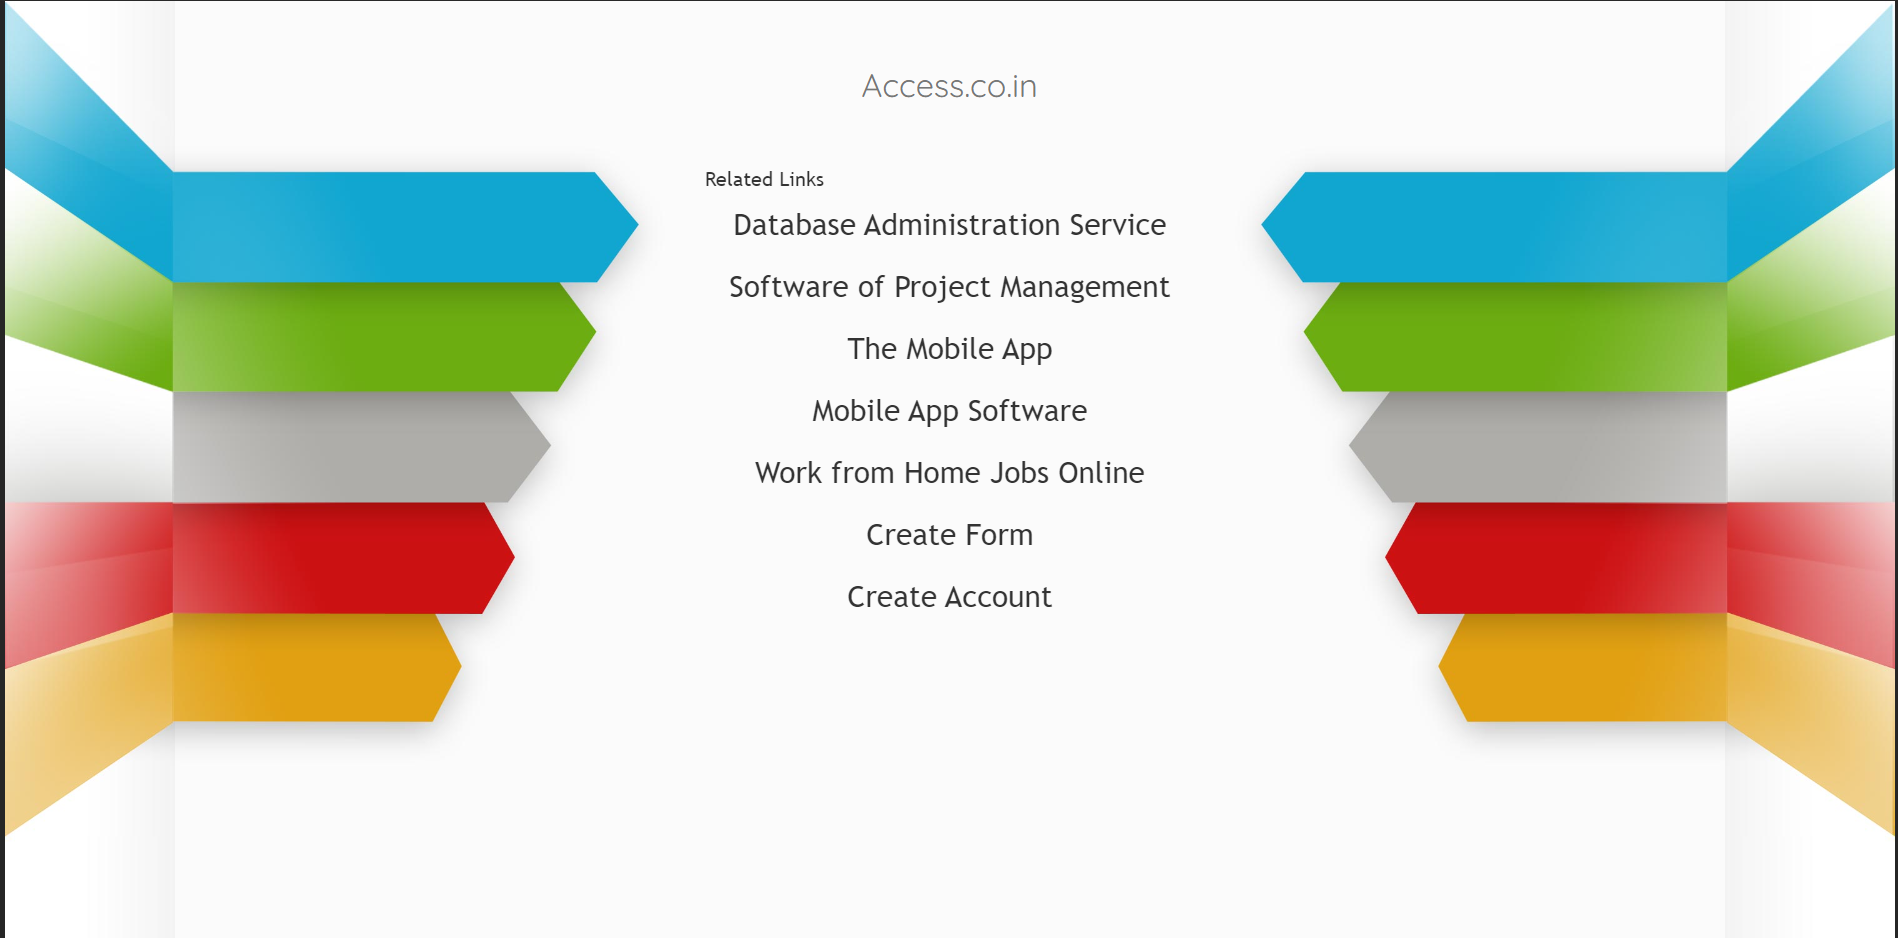 Access.co.in
Related Links
Database Administration Service
Software of Project Management
The Mobile App
Mobile App Software
Work from Home Jobs Online
Create Form
Create Account